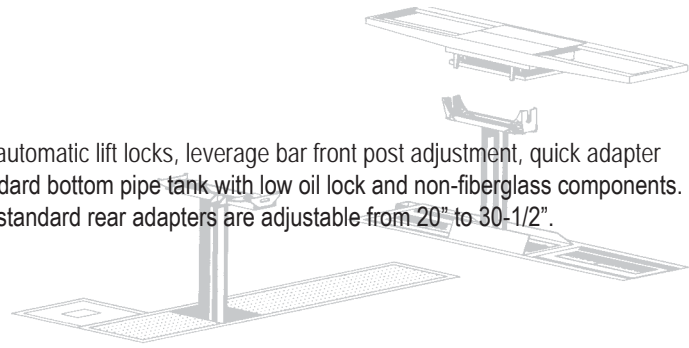 automatic lift locks, leverage bar front post adjustment, quick adapter
dard bottom pipe tank with low oil lock and non-fiberglass components.
standard rear adapters are adjustable from 20” to 30-1/2”.